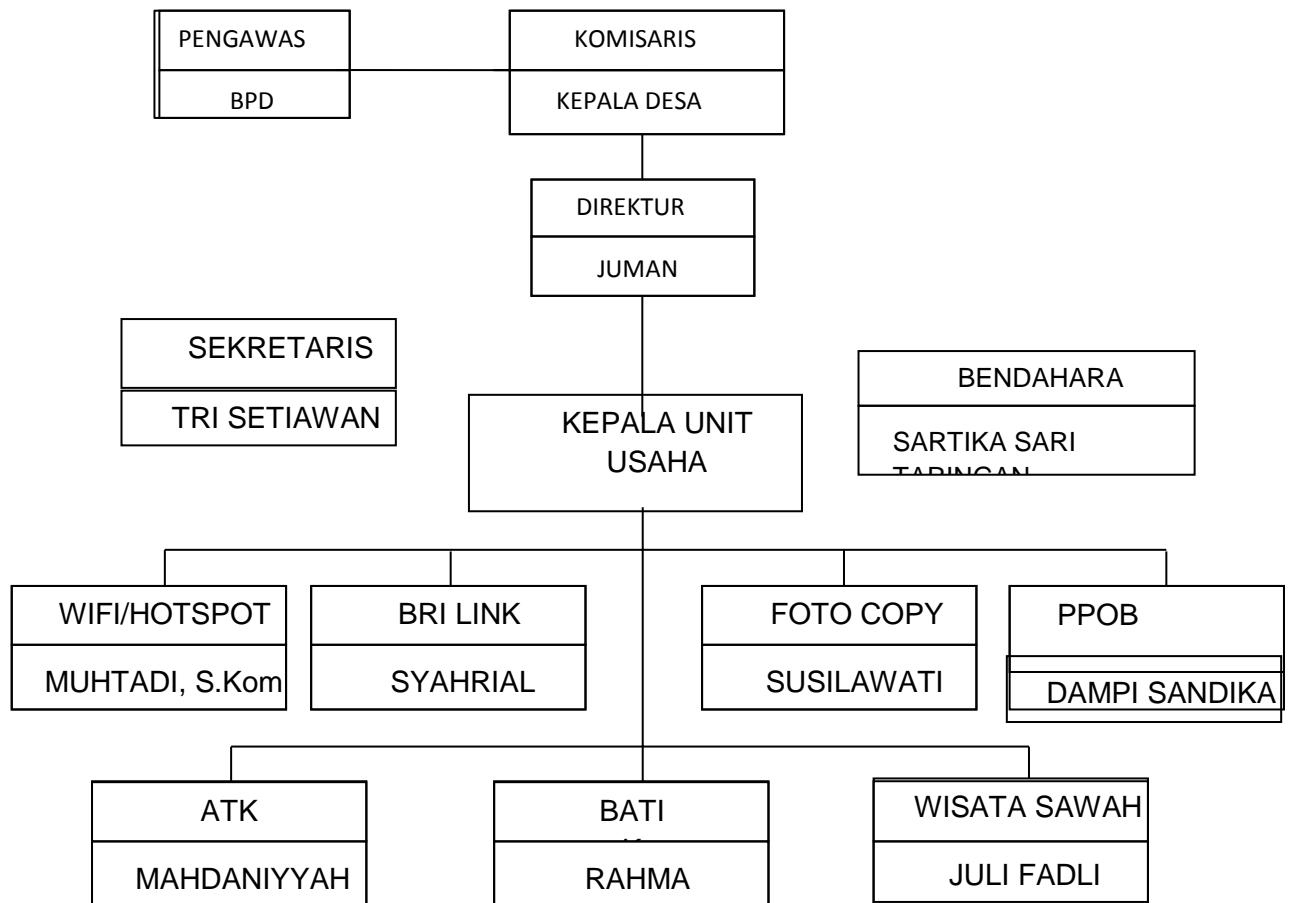 PENGAWAS
BPD
KOMISARIS
KEPALA DESA
DIREKTUR
JUMAN
SEKRETARIS
TRI SETIAWAN
KEPALA UNIT
USAHA
BENDAHARA
SARTIKA SARI
WIFI/HOTSPOT
MUHTADI, S.Kom
BRI LINK
SYAHRIAL
FOTO COPY
SUSILAWATI
PPOB
DAMPI SANDIKA
ATK
MAHDANIYYAH
BATI
RAHMA
WISATA SAWAH
JULI FADLI